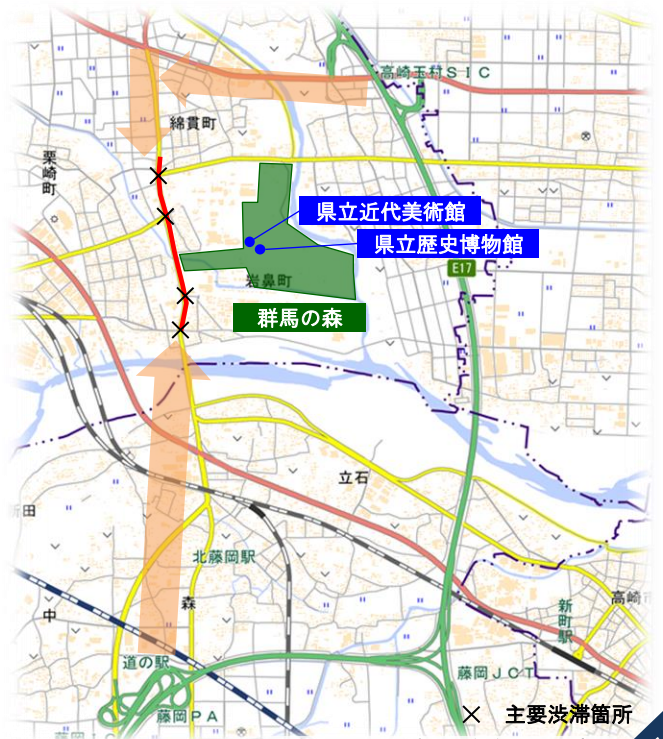 高崎玉村SIC
綿貫町
栗崎町
県立近代美術館
県立歴史博物館
E17
岩鼻町
群馬の森
立石
新田
北藤岡駅
森
中
高崎市
新町駅
道の駅
藤岡JCT
藤岡PA
× 主要渋滞箇所